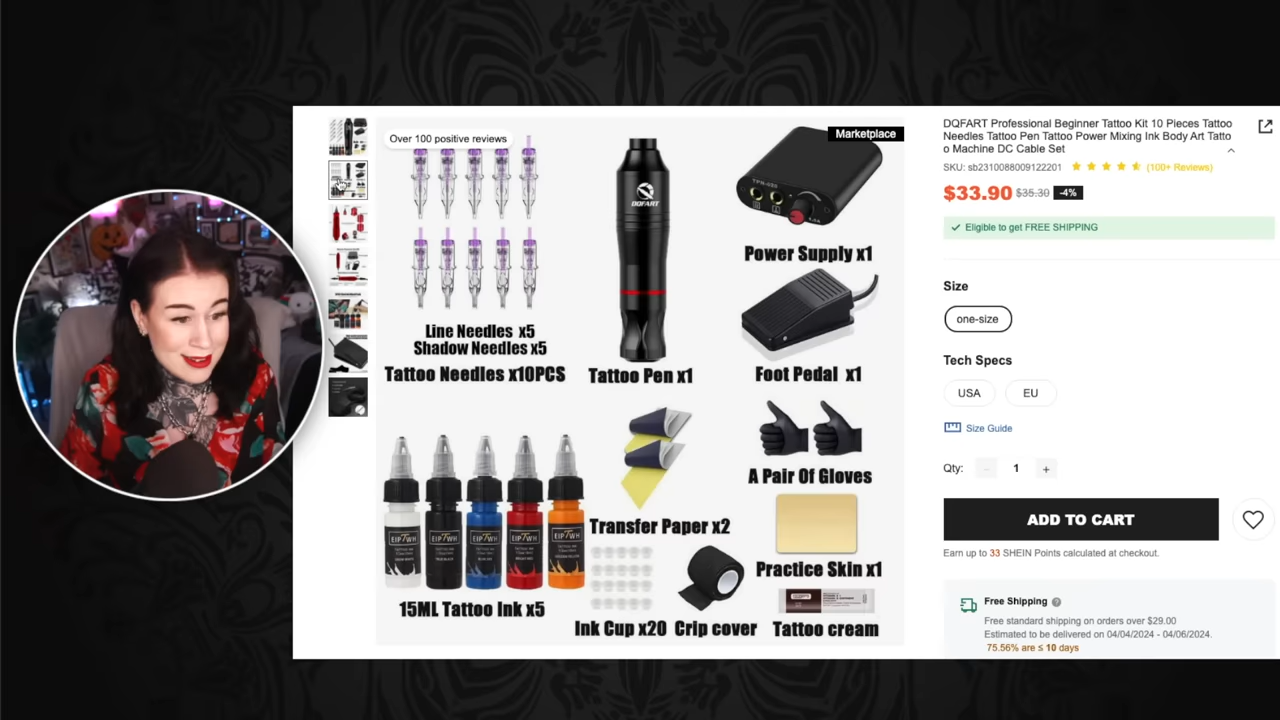 Over 100 positive reviews
Marketplace
DQFART
TPN-030
Power Supply x1
Line Needles x5
Shadow Needles x5
Tattoo Needles x10PCS
Tattoo Pen x1
Foot Pedal x1
A Pair Of Gloves
Transfer Paper x2
Practice Skin x1
15ML Tattoo Ink x5
Ink Cup x20
Crip cover
Tattoo cream
DQFART Professional Beginner Tattoo Kit 10 Pieces Tattoo
Needles Tattoo Pen Tattoo Power Mixing Ink Body Art Tatto
o Machine DC Cable Set
SKU: sb2310088009122201
(100+ Reviews)
$33.90 $35.30 -4%
Eligible to get FREE SHIPPING
Size
one-size
Tech Specs
USA
EU
Size Guide
Qty: - 1 +
ADD TO CART
Earn up to 33 SHEIN Points calculated at checkout.
Free Shipping ?
Free standard shipping on orders over $29.00
Estimated to be delivered on 04/04/2024 - 04/06/2024.
75.56% are ≤ 10 days